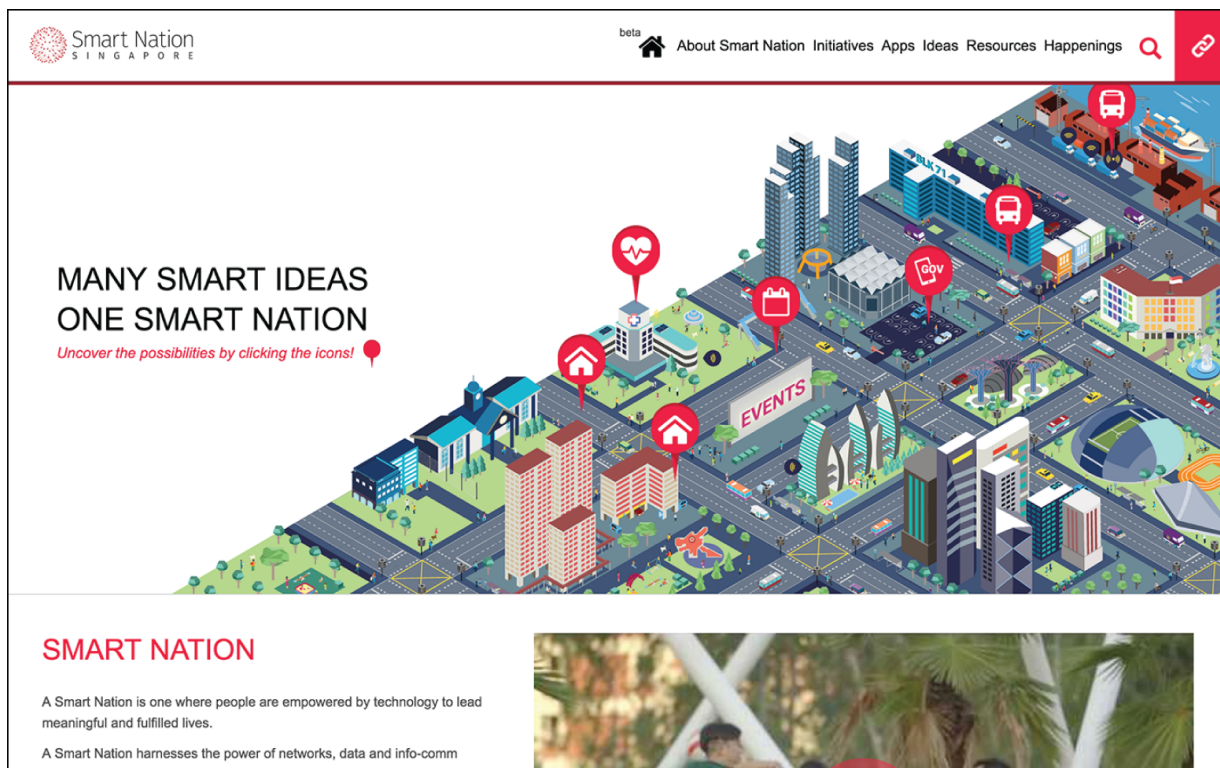 Smart Nation
SINGAPORE
beta
About Smart Nation Initiatives Apps Ideas Resources Happenings
MANY SMART IDEAS
ONE SMART NATION
Uncover the possibilities by clicking the icons!
BLK 71
GOV
EVENTS
SMART NATION
A Smart Nation is one where people are empowered by technology to lead
meaningful and fulfilled lives.
A Smart Nation harnesses the power of networks, data and info-comm